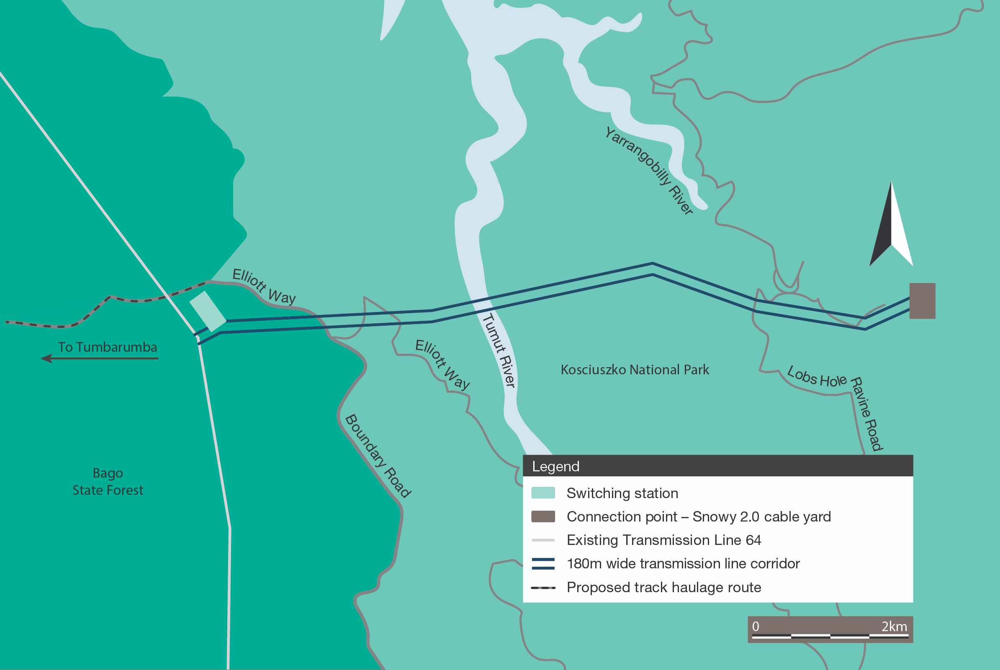 Yarrangobilly River
Elliott Way
Tumut River
To Tumbarumba
Elliott Way
Kosciuszko National Park
Lobs Hole Ravine Road
Boundary Road
Bago
State Forest
Legend
Switching station
Connection point – Snowy 2.0 cable yard
Existing Transmission Line 64
180m wide transmission line corridor
Proposed track haulage route
0 2km